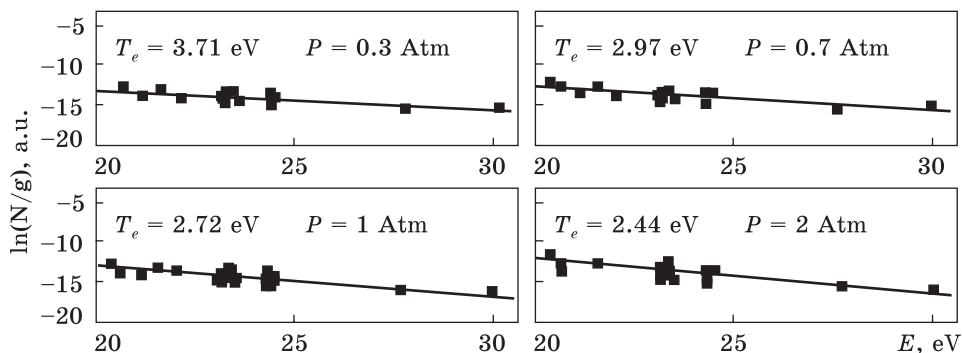 ln(N/g), a.u.
−5
−10
−15
−20
T_e = 3.71 eV P = 0.3 Atm
20 25 30
T_e = 2.97 eV P = 0.7 Atm
20 25 30
−5
−10
−15
−20
T_e = 2.72 eV P = 1 Atm
20 25 30
T_e = 2.44 eV P = 2 Atm
20 25 30
E, eV